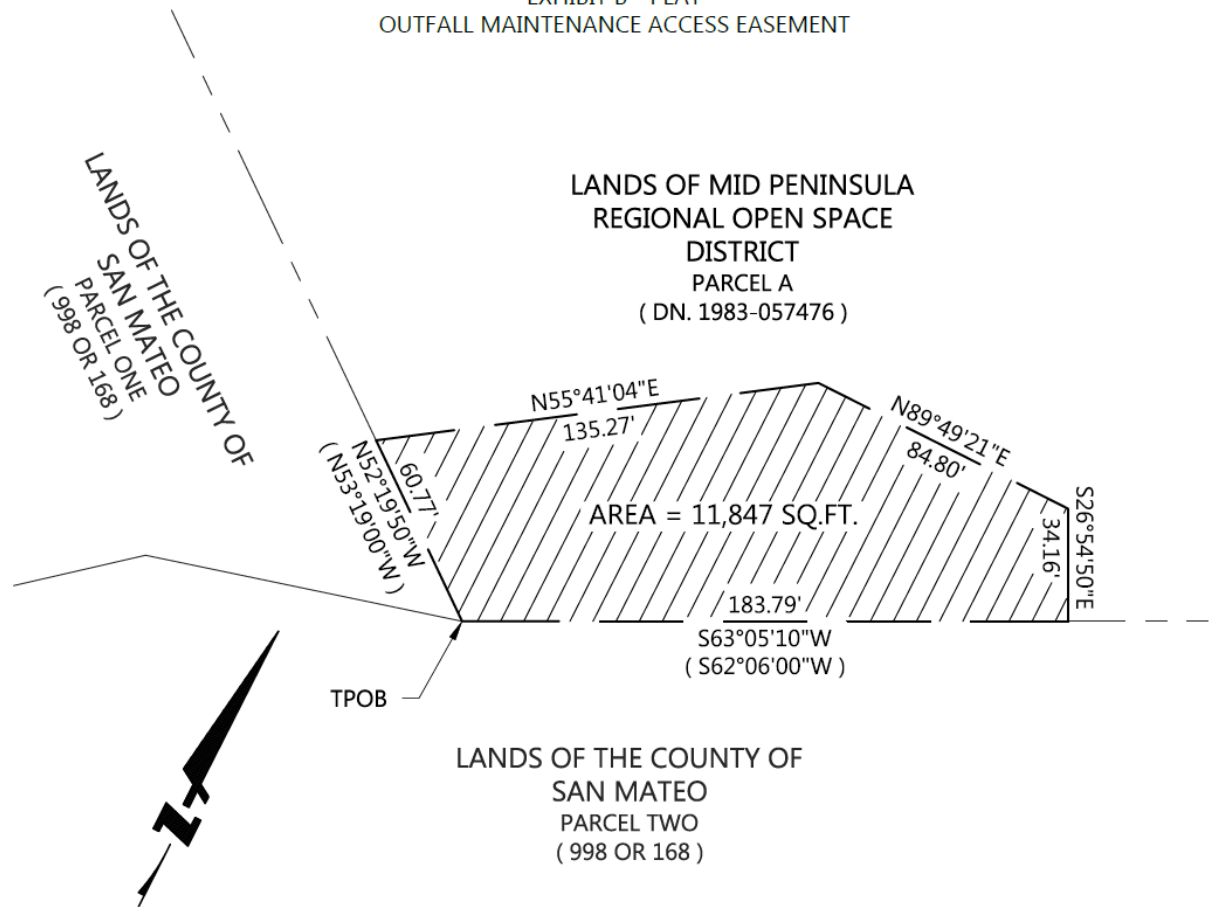 OUTFALL MAINTENANCE ACCESS EASEMENT
LANDS OF THE COUNTY OF
SAN MATEO
PARCEL ONE
( 998 OR 168 )
LANDS OF MID PENINSULA
REGIONAL OPEN SPACE
DISTRICT
PARCEL A
( DN. 1983-057476 )
N55°41'04"E
135.27'
N89°49'21"E
84.80'
60.77'
N52°19'50"W
( N53°19'00"W )
AREA = 11,847 SQ.FT.
S26°54'50"E
34.16'
183.79'
S63°05'10"W
( S62°06'00"W )
TPOB
LANDS OF THE COUNTY OF
SAN MATEO
PARCEL TWO
( 998 OR 168 )
N